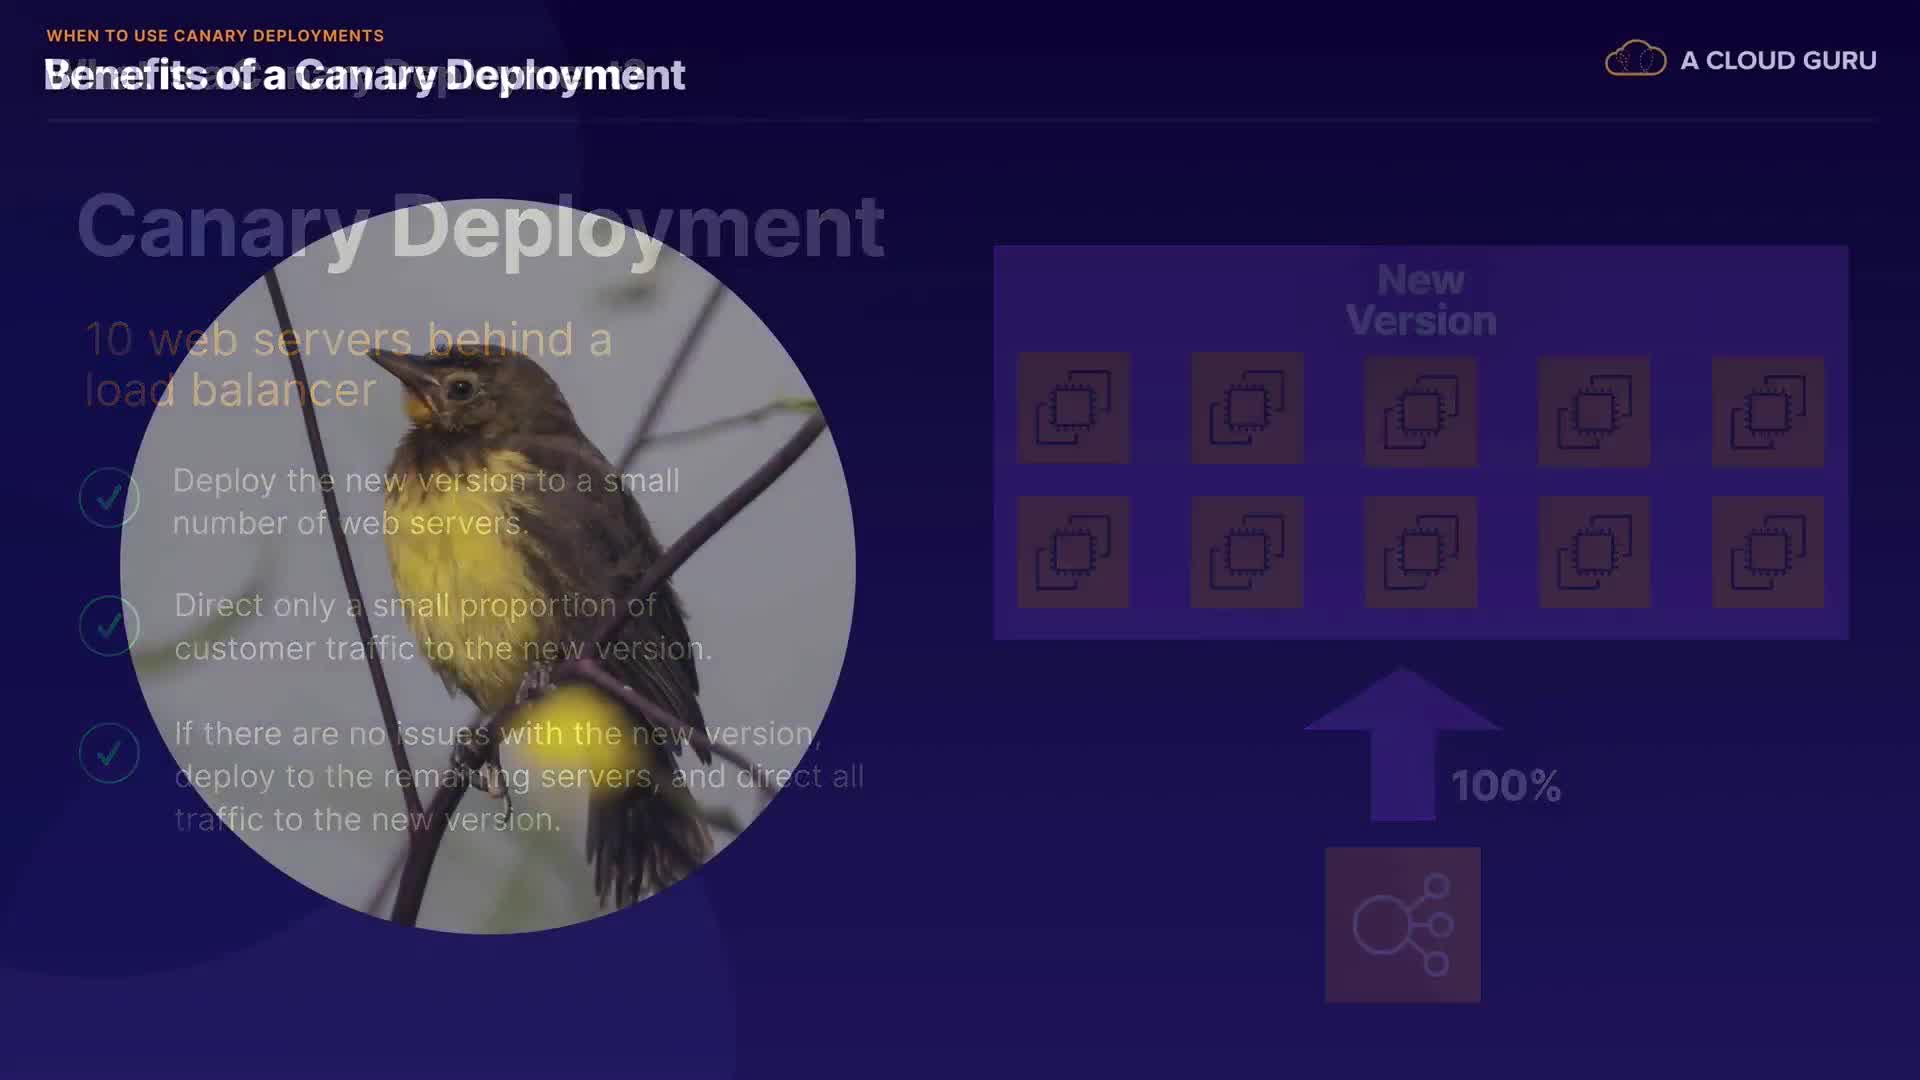 WHEN TO USE CANARY DEPLOYMENTS
Benefits of a Canary Deployment
A CLOUD GURU
Canary Deployment
10 web servers behind a
load balancer
Deploy the new version to a small
number of web servers.
Direct only a small proportion of
customer traffic to the new version.
If there are no issues with the new version,
deploy to the remaining servers, and direct all
traffic to the new version.
New
Version
100%